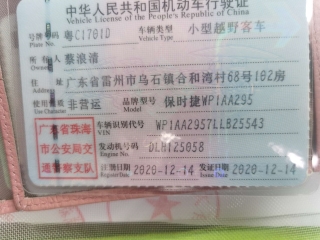 中华人民共和国机动车行驶证
Vehicle License of the People's Republic of China
号牌号码 粤C1701D 车辆类型 小型越野客车
Plate No. Vehicle Type
所有人 蔡浪清
Owner
住址 广东省雷州市乌石镇合和湾村68号102房
Address
使用性质 非营运 品牌型号 保时捷WP1AA295
Use Character Model
广东省珠海市公安局交通警察支队
车辆识别代号 WP1AA2957LLB25543
VIN
发动机号码 DLH125058
Engine No.
注册日期 2020-12-14 发证日期 2020-12-14
Register Date Issue Date